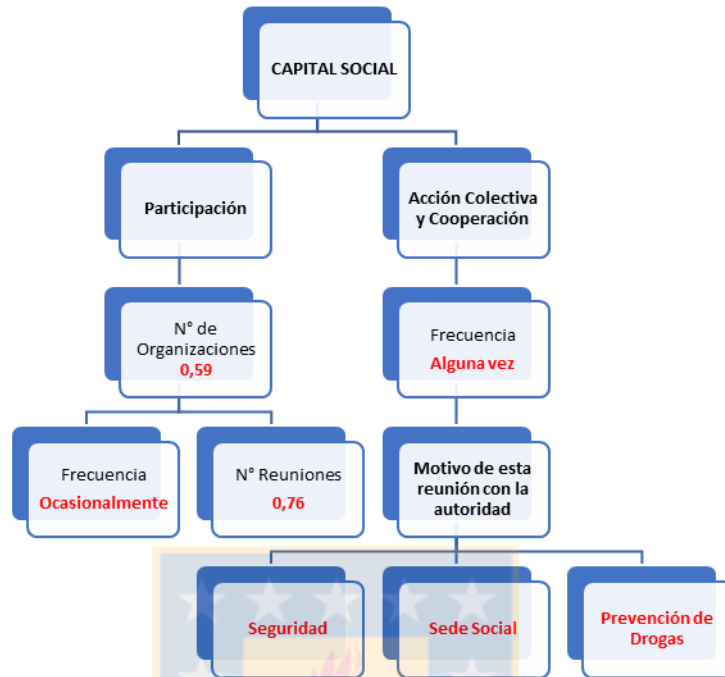 CAPITAL SOCIAL
Participación
Acción Colectiva
y Cooperación
N° de
Organizaciones
0,59
Frecuencia
Alguna vez
Frecuencia
Ocasionalmente
N° Reuniones
0,76
Motivo de esta
reunión con la
autoridad
Seguridad
Sede Social
Prevención de
Drogas